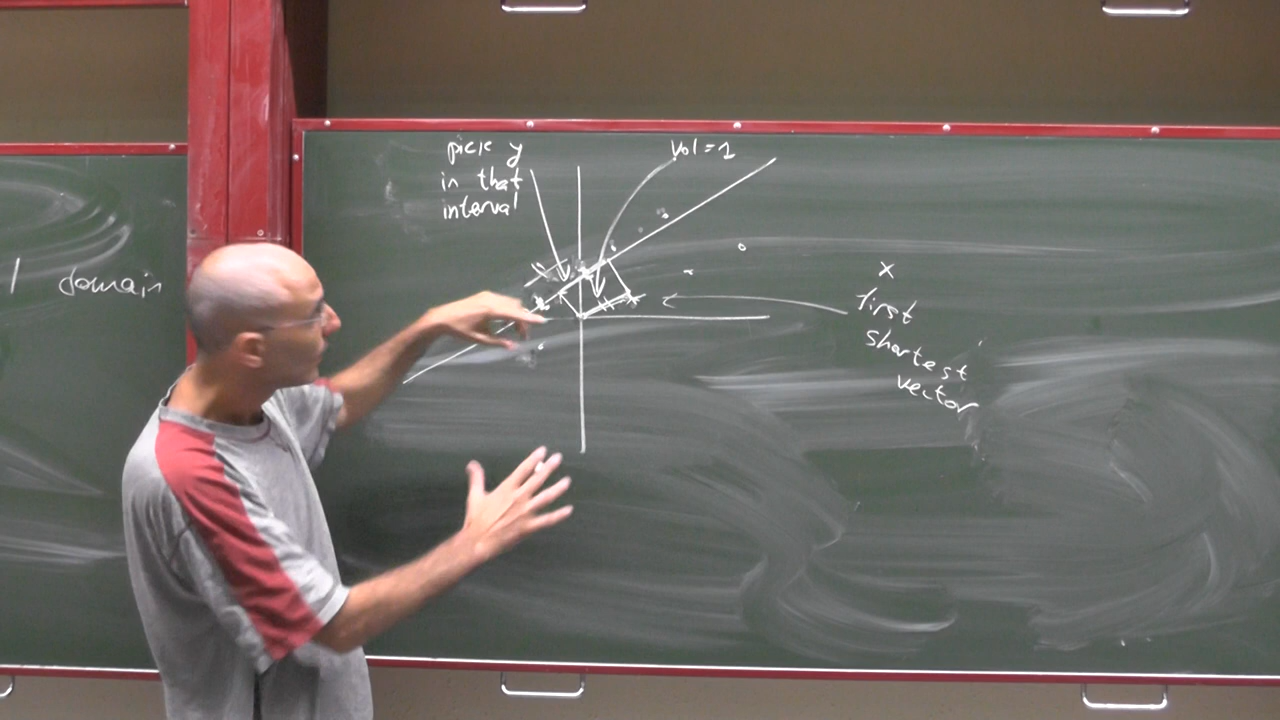 domain
pick y
in that
interval
vol = 1
x
first
shortest
vector